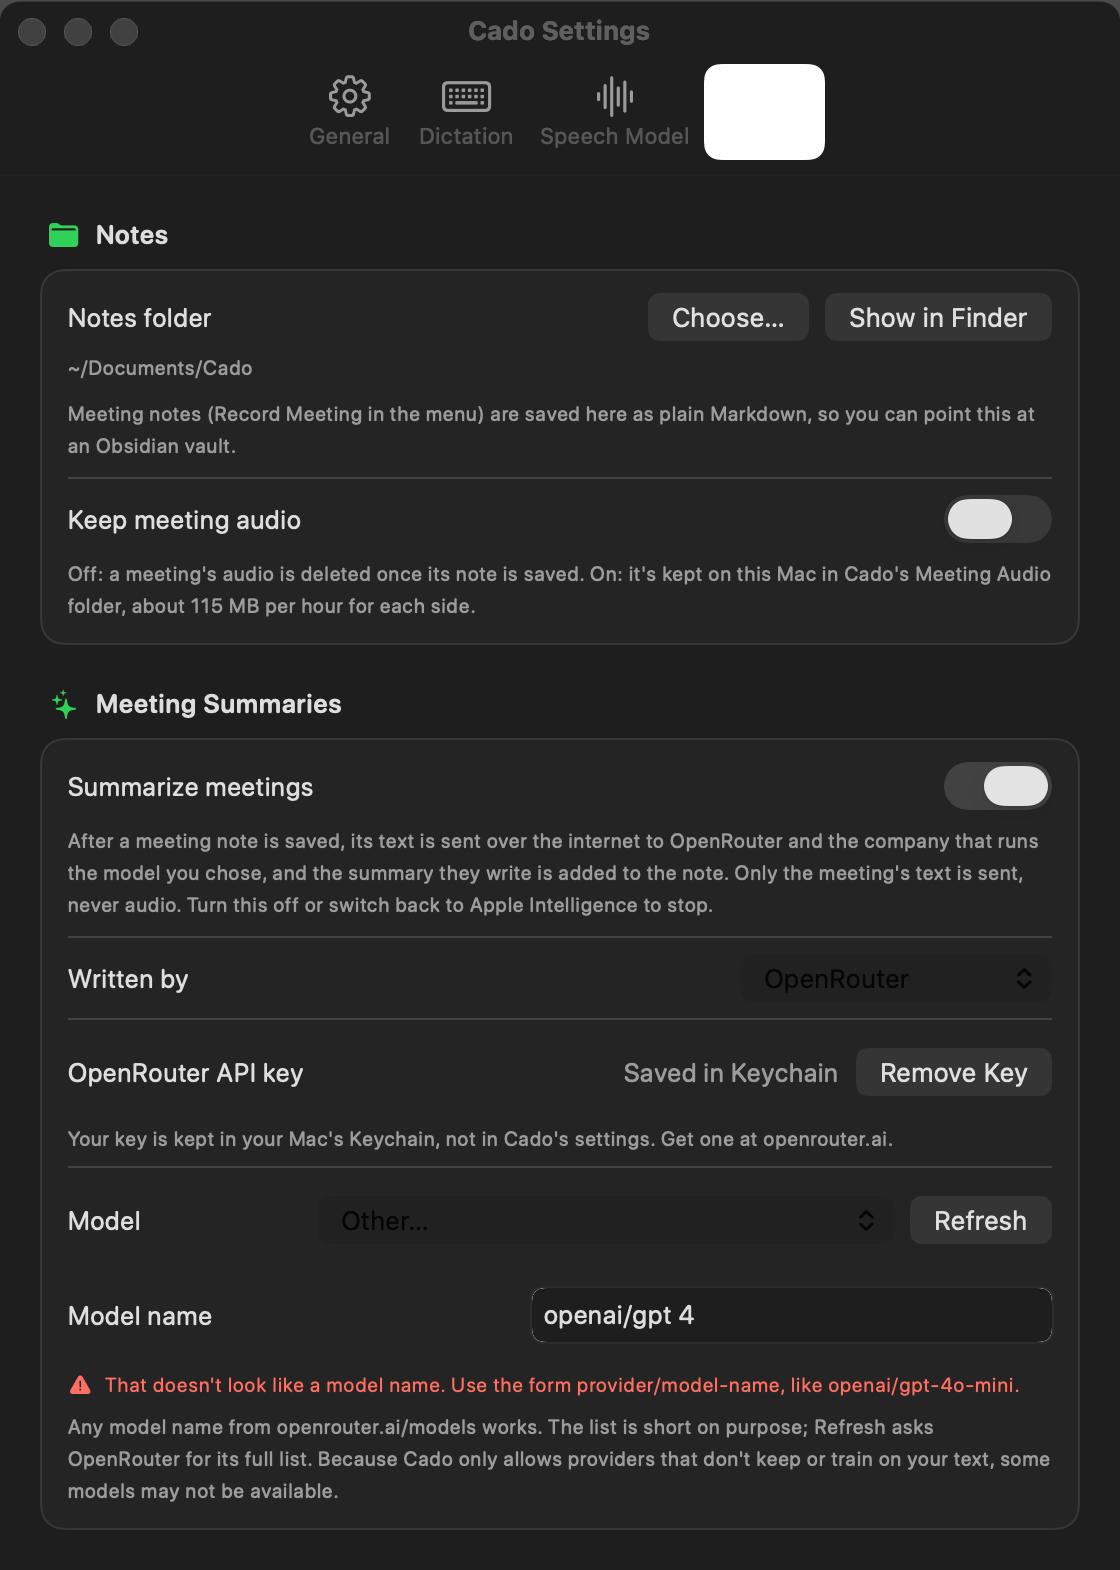 Cado Settings
General Dictation Speech Model
Notes
Notes folder Choose... Show in Finder
~/Documents/Cado
Meeting notes (Record Meeting in the menu) are saved here as plain Markdown, so you can point this at
an Obsidian vault.
Keep meeting audio
Off: a meeting's audio is deleted once its note is saved. On: it's kept on this Mac in Cado's Meeting Audio
folder, about 115 MB per hour for each side.
Meeting Summaries
Summarize meetings
After a meeting note is saved, its text is sent over the internet to OpenRouter and the company that runs
the model you chose, and the summary they write is added to the note. Only the meeting's text is sent,
never audio. Turn this off or switch back to Apple Intelligence to stop.
Written by OpenRouter
OpenRouter API key Saved in Keychain Remove Key
Your key is kept in your Mac's Keychain, not in Cado's settings. Get one at openrouter.ai.
Model Other... Refresh
Model name openai/gpt 4
That doesn't look like a model name. Use the form provider/model-name, like openai/gpt-4o-mini.
Any model name from openrouter.ai/models works. The list is short on purpose; Refresh asks
OpenRouter for its full list. Because Cado only allows providers that don't keep or train on your text, some
models may not be available.